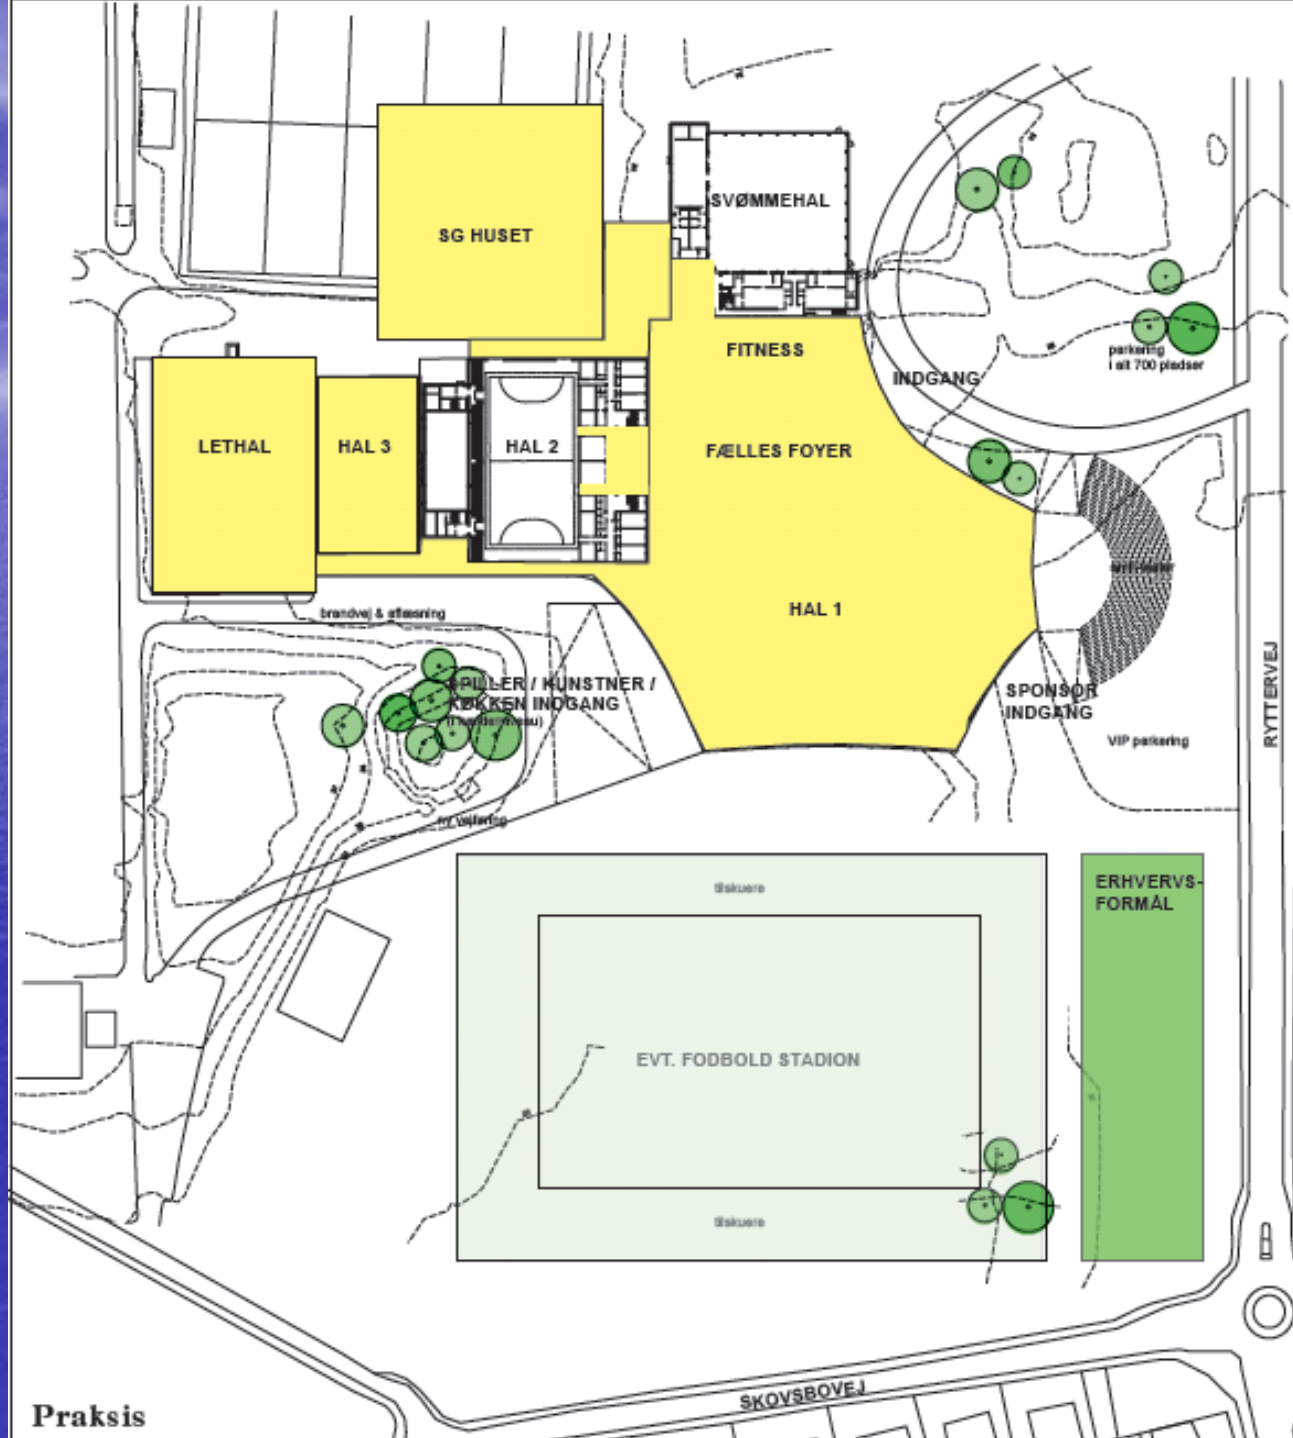 SVØMMEHAL
SG HUSET
FITNESS
parkering
i alt 700 pladser
INDGANG
LETHAL
HAL 3
HAL 2
FÆLLES FOYER
HAL 1
brandvej & aflæsning
SPILLER / KUNSTNER /
KØKKEN INDGANG
SPONSOR
INDGANG
RYTTERVEJ
VIP parkering
ny vejføring
tilskuere
ERHVERVS-
FORMÅL
EVT. FODBOLD STADION
tilskuere
SKOVSBOVEJ
Praksis